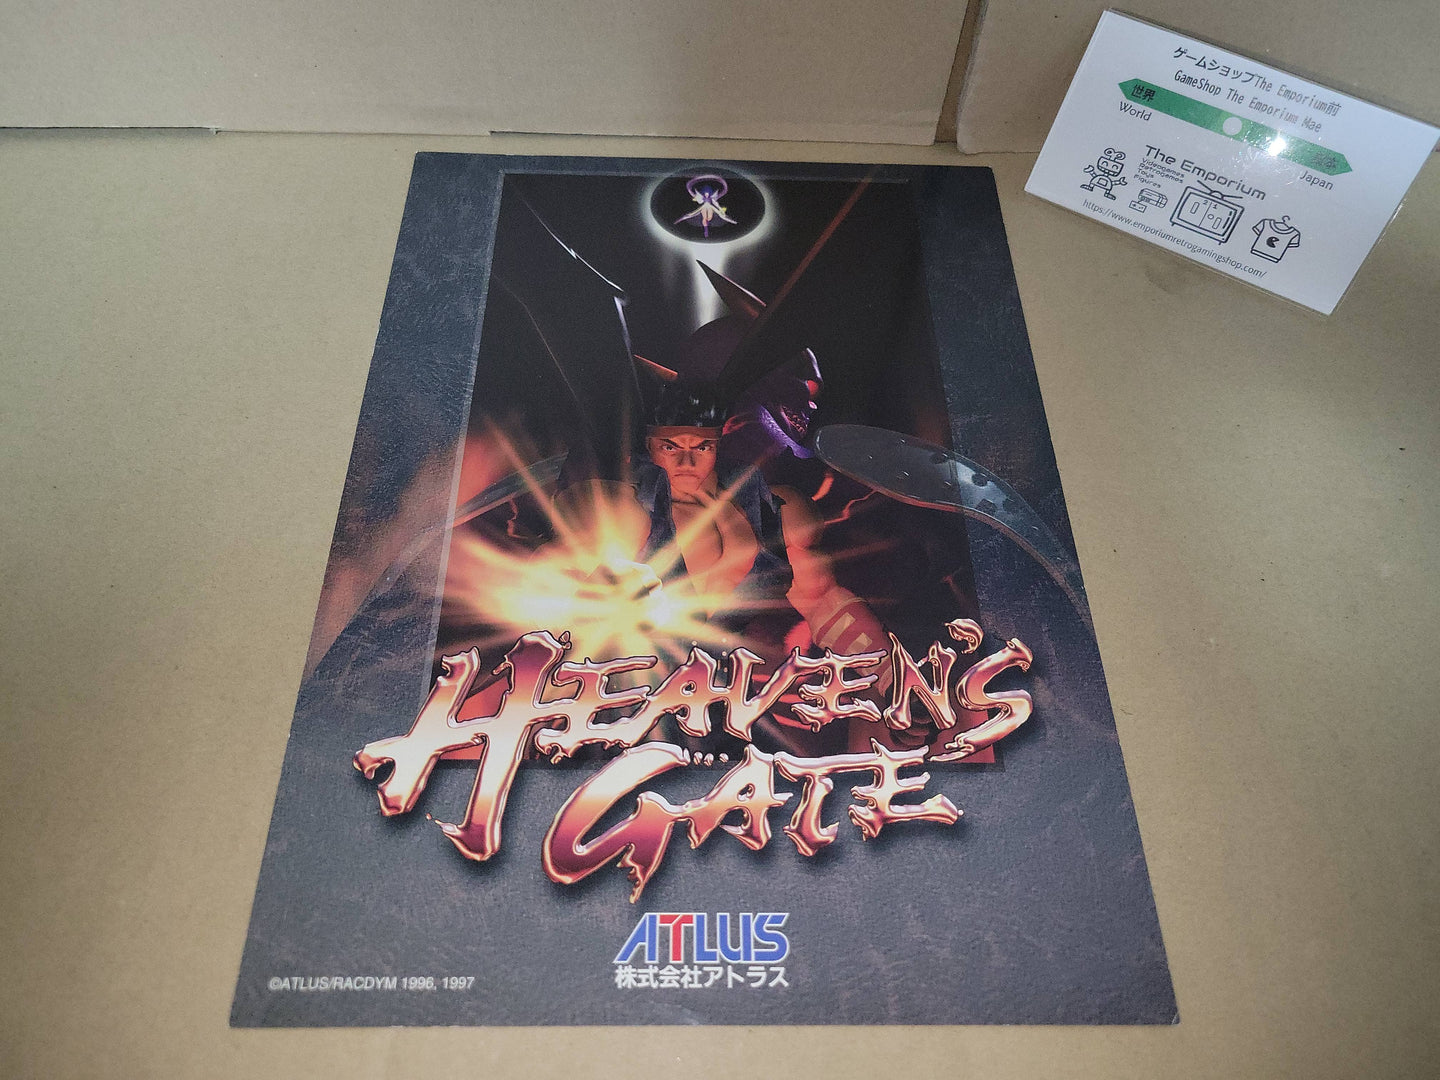 ゲームショップThe Emporium前
GameShop The Emporium Mae
世界
World
Japan
The Emporium
Videogames
Retrogames
Toys
Figures
https://www.emporiumretrogamingshop.com/
HEAVEN'S
GATE
ATLUS
株式会社アトラス
©ATLUS/RACDYM 1996, 1997